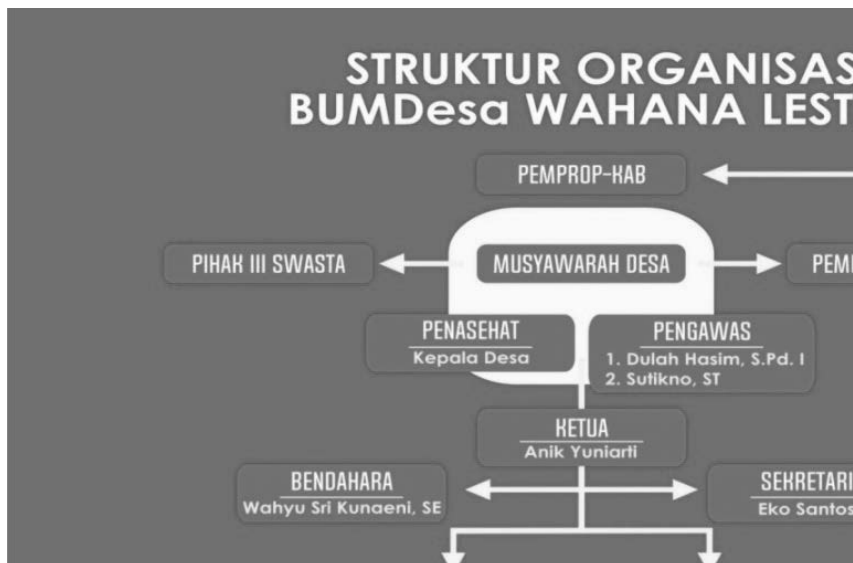 STRUKTUR ORGANISAS
BUMDesa WAHANA LEST
PEMPROP-KAB
PIHAK III SWASTA
MUSYAWARAH DESA
PEM
PENASEHAT
Kepala Desa
PENGAWAS
1. Dulah Hasim, S.Pd. I
2. Sutikno, ST
KETUA
Anik Yuniarti
BENDAHARA
Wahyu Sri Kunaeni, SE
SEKRETARI
Eko Santos